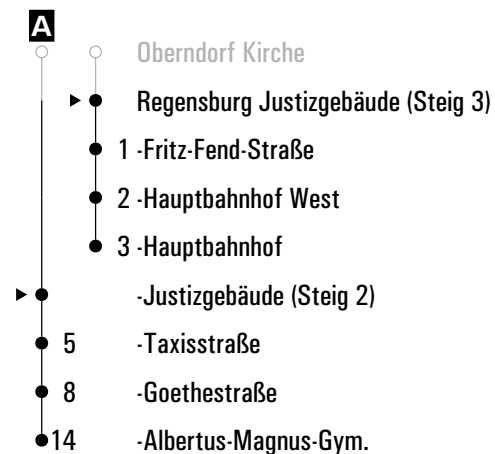 A
Oberndorf Kirche
Regensburg Justizgebäude (Steig 3)
1 -Fritz-Fend-Straße
2 -Hauptbahnhof West
3 -Hauptbahnhof
-Justizgebäude (Steig 2)
5 -Taxisstraße
8 -Goethestraße
14 -Albertus-Magnus-Gym.